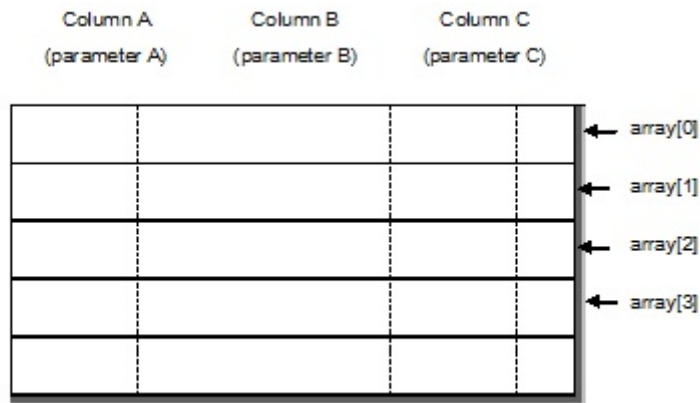 Column A Column B Column C
(parameter A) (parameter B) (parameter C)
array[0]
array[1]
array[2]
array[3]